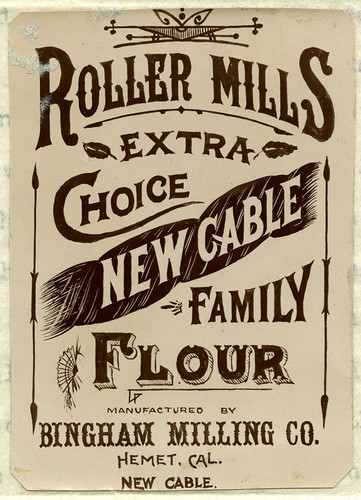 ROLLER MILLS
EXTRA
CHOICE
NEW CABLE
FAMILY
FLOUR
MANUFACTURED BY
BINGHAM MILLING CO.
HEMET, CAL.
NEW CABLE.